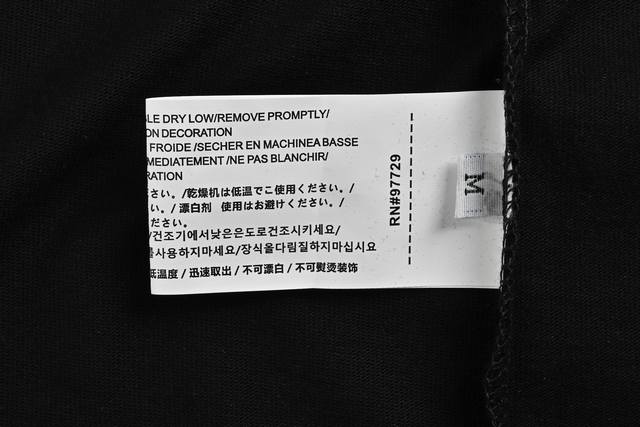 LE DRY LOW/REMOVE PROMPTLY/
ON DECORATION
FROIDE /SECHER EN MACHINEA BASSE
MEDIATEMENT /NE PAS BLANCHIR/
RATION
ださい。/乾燥机は低温でご使用ください。/
い。/ 漂白剤 使用はお避けください。/
ださい。
/건조기에서낮은온도로건조시키세요/
를사용하지마세요/장식을다림질하지마십시요
低温度 / 迅速取出 / 不可漂白 / 不可熨烫装饰
RN#97729
M